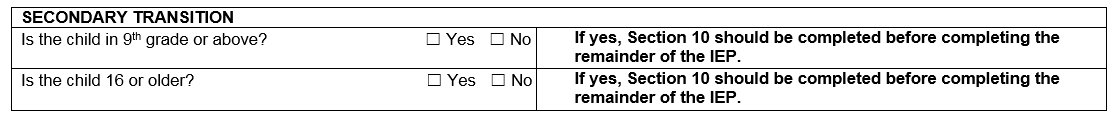 SECONDARY TRANSITION
Is the child in 9th grade or above? ☐ Yes ☐ No
If yes, Section 10 should be completed before completing the
remainder of the IEP.
Is the child 16 or older? ☐ Yes ☐ No
If yes, Section 10 should be completed before completing the
remainder of the IEP.